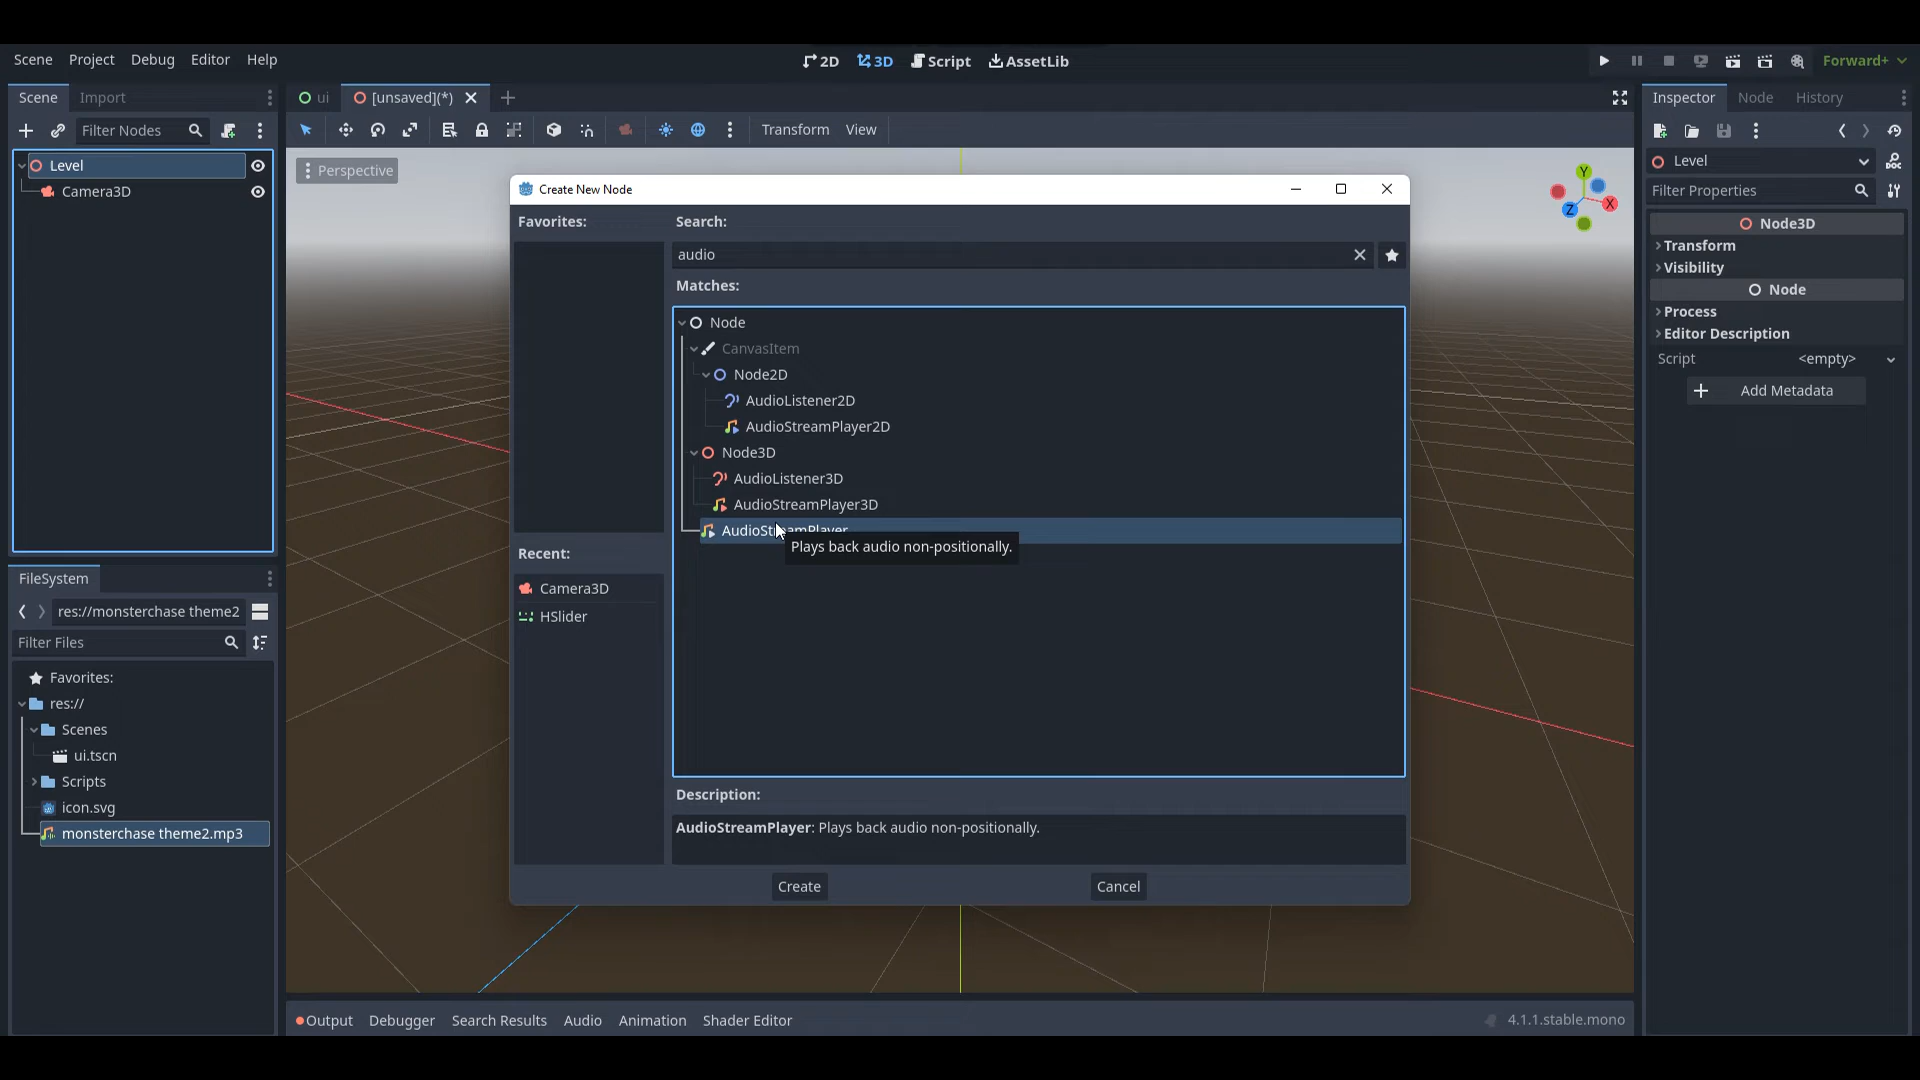 Scene Project Debug Editor Help
2D 3D Script AssetLib
Forward+
Scene Import
ui [unsaved](*)
Inspector Node History
Filter Nodes
Transform View
Level
Camera3D
Perspective
Y
X
Z
Level
Filter Properties
Node3D
Transform
Visibility
Node
Process
Editor Description
Script <empty>
Add Metadata
Create New Node
Favorites:
Search:
audio
Matches:
Node
CanvasItem
Node2D
AudioListener2D
AudioStreamPlayer2D
Node3D
AudioListener3D
AudioStreamPlayer3D
AudioStreamPlayer
Plays back audio non-positionally.
Recent:
Camera3D
HSlider
Description:
AudioStreamPlayer: Plays back audio non-positionally.
Create Cancel
FileSystem
res://monsterchase theme2
Filter Files
Favorites:
res://
Scenes
ui.tscn
Scripts
icon.svg
monsterchase theme2.mp3
Output Debugger Search Results Audio Animation Shader Editor
4.1.1.stable.mono